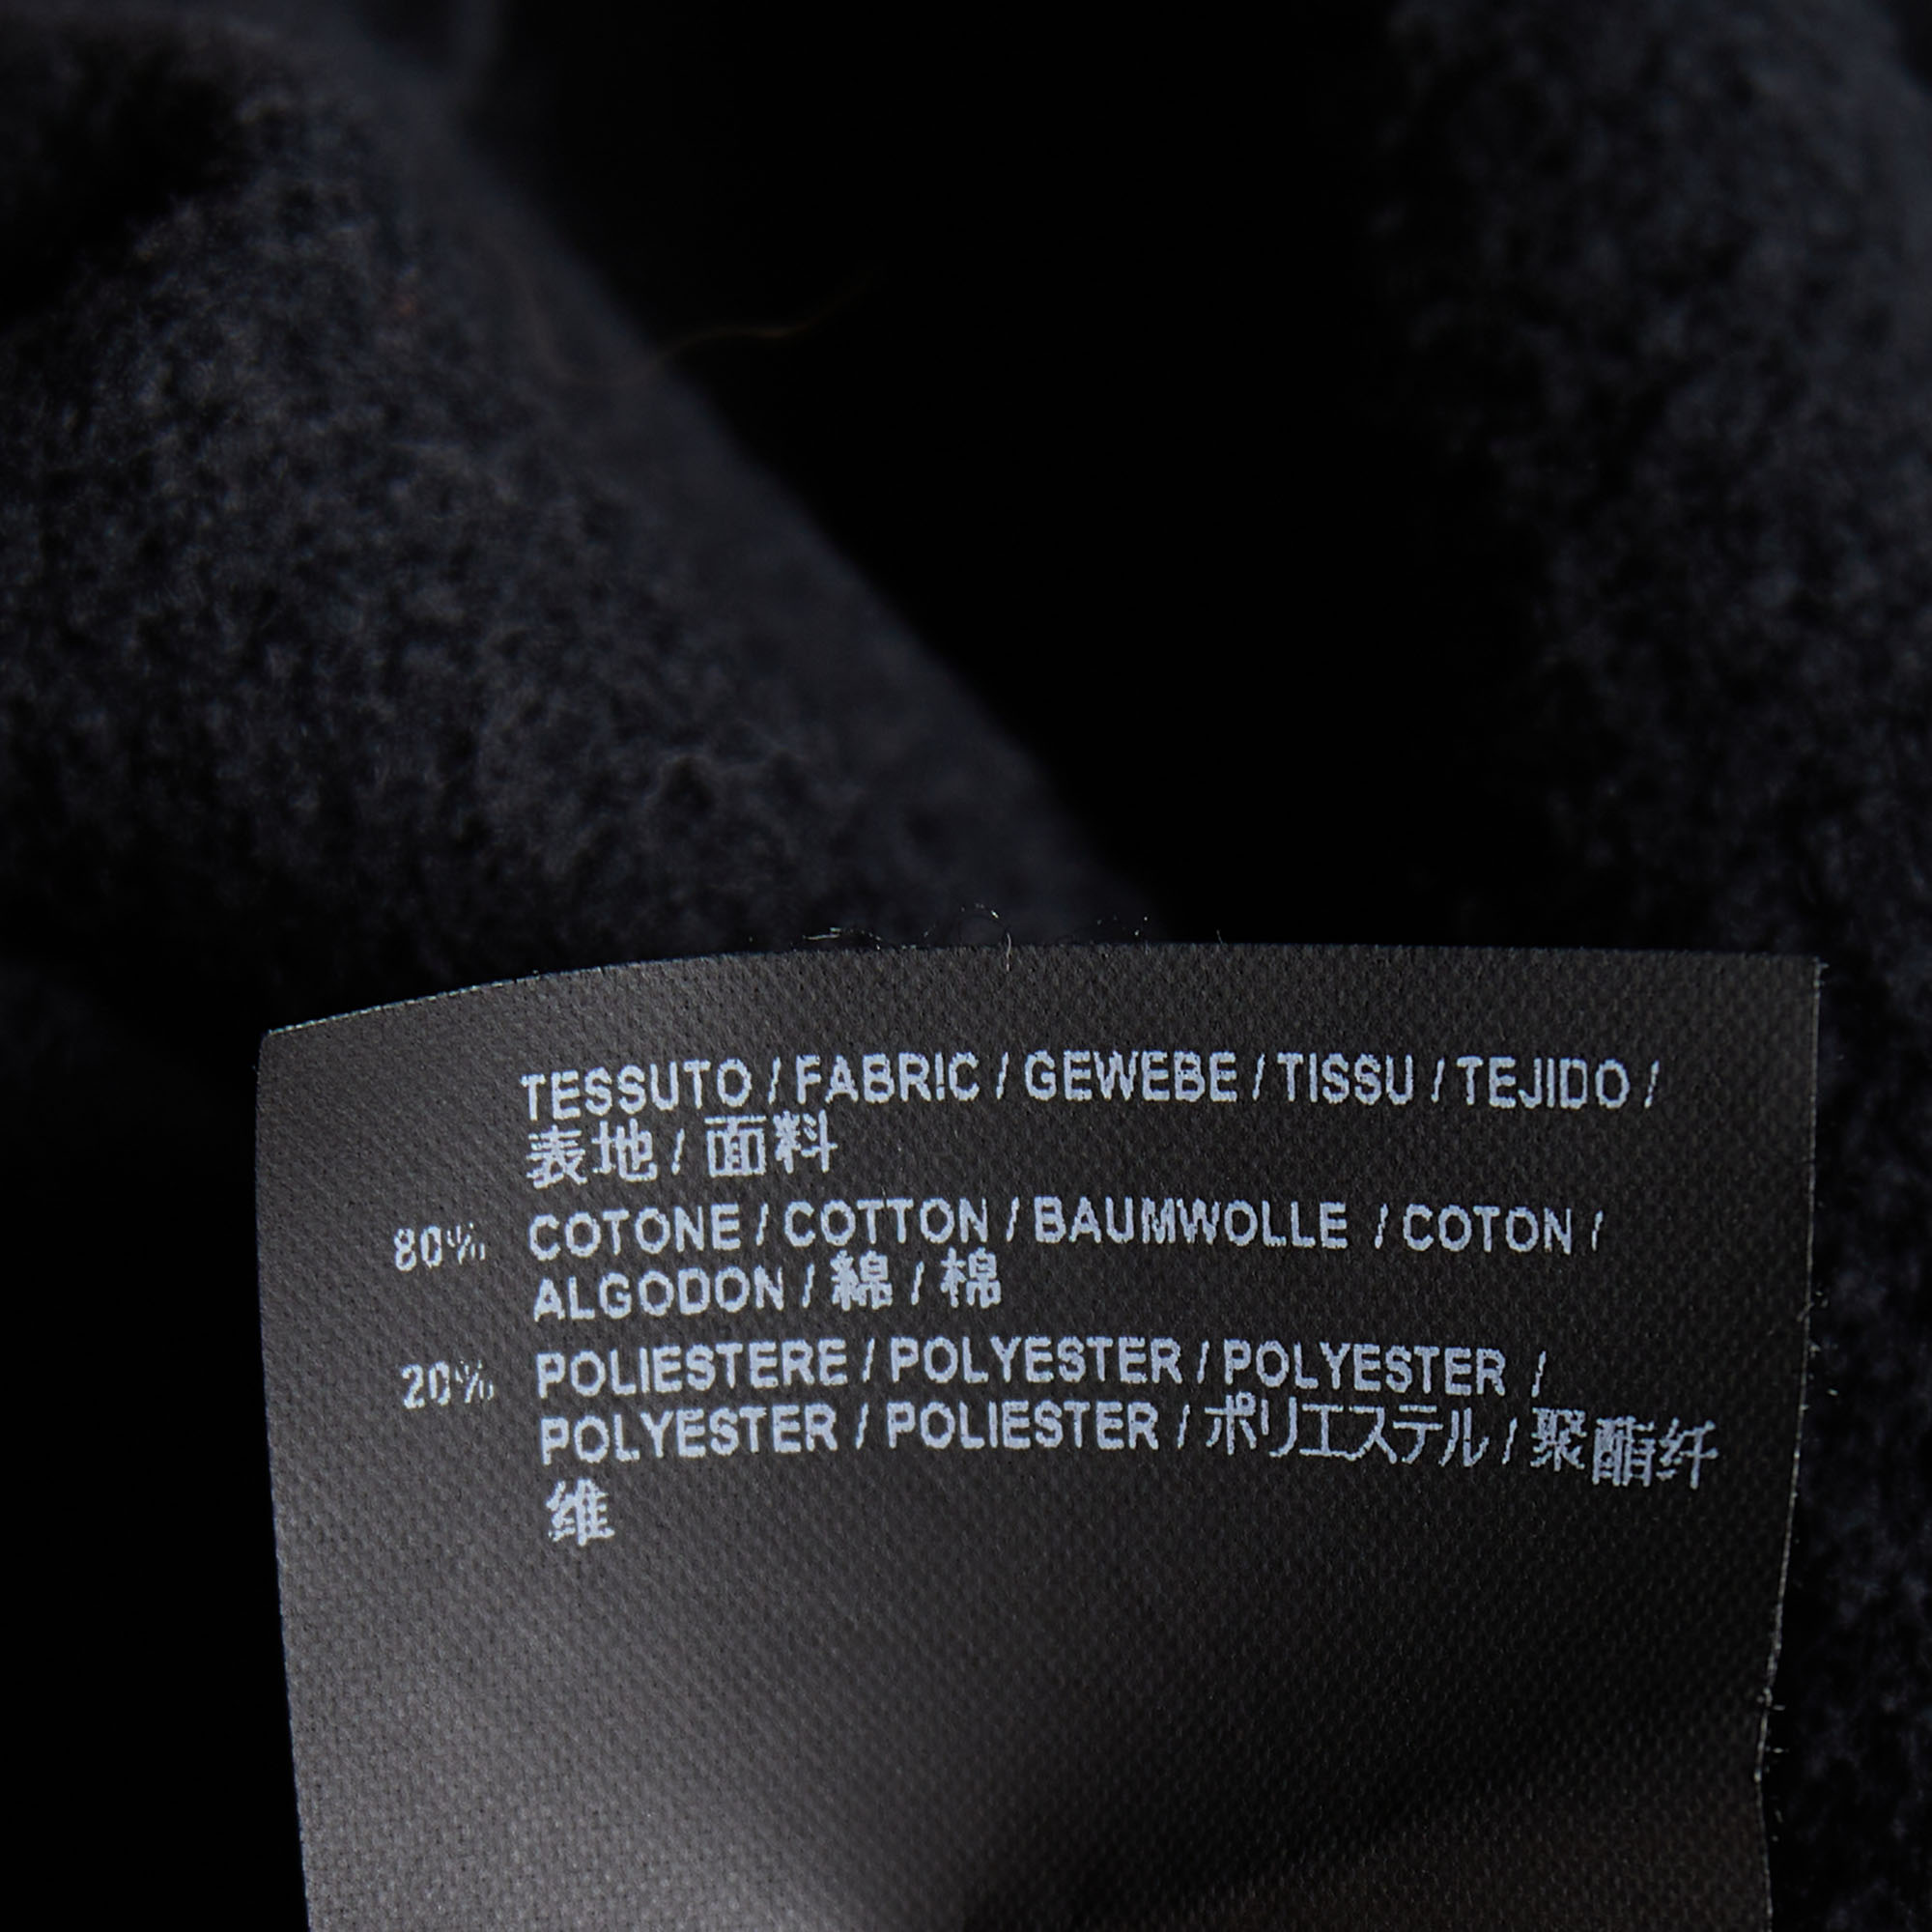 TESSUTO / FABRIC / GEWEBE / TISSU / TEJIDO /
表地 / 面料
80% COTONE / COTTON / BAUMWOLLE / COTON /
ALGODON / 綿 / 棉
20% POLIESTERE / POLYESTER / POLYESTER /
POLYESTER / POLIESTER / ポリエステル / 聚酯纤
维